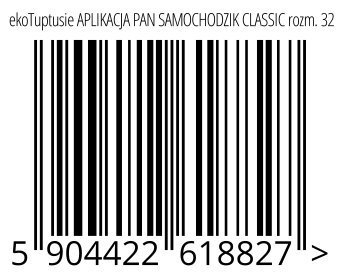 ekoTuptusie APLIKACJA PAN SAMOCHODZIK CLASSIC rozm. 32
5 904422 618827 >